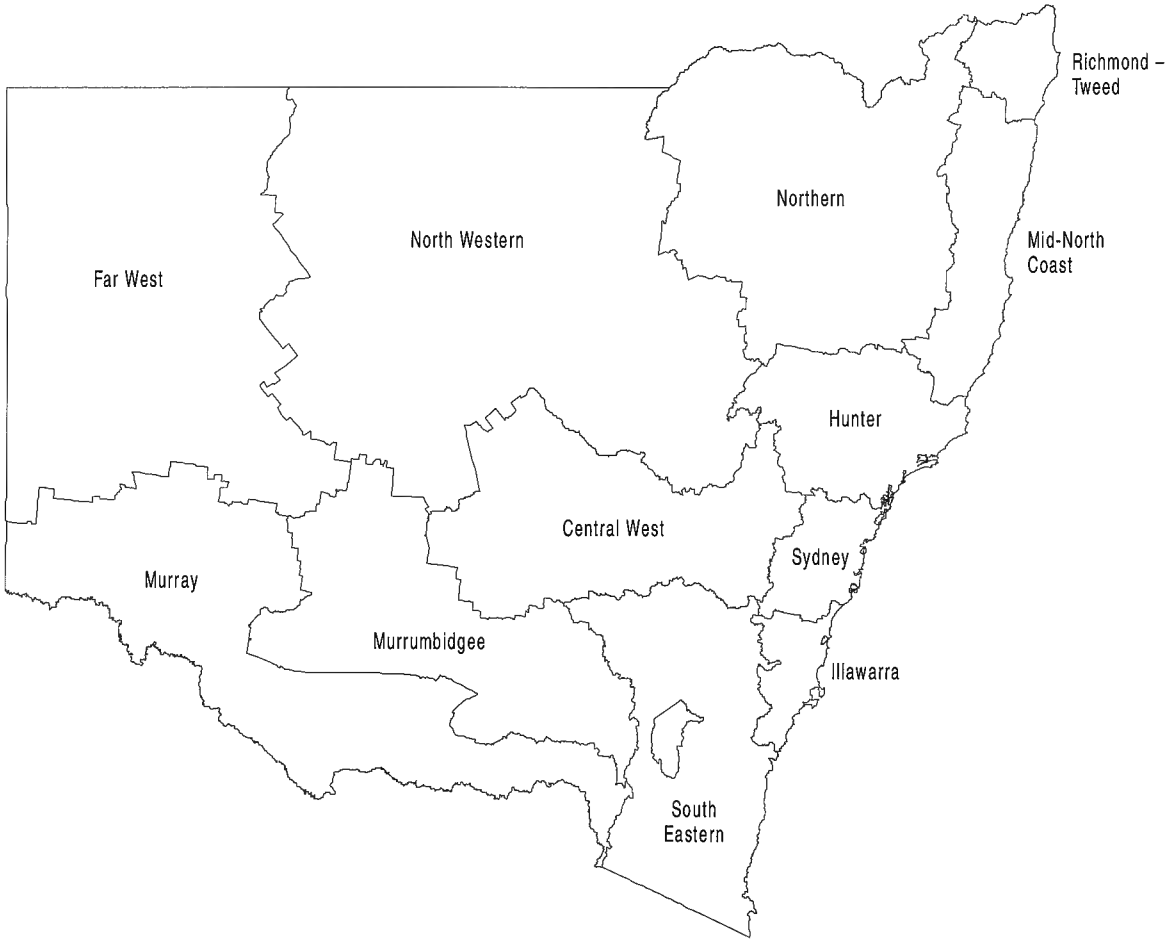 Richmond –
Tweed
Northern
North Western
Mid-North
Coast
Far West
Hunter
Central West
Sydney
Murray
Murrumbidgee
Illawarra
South
Eastern